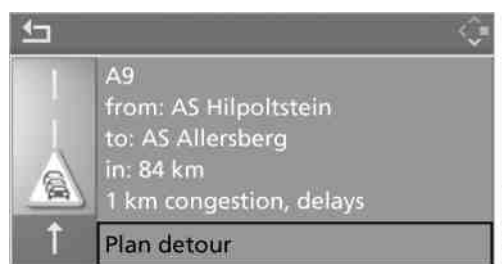 A9
from: AS Hilpoltstein
to: AS Allersberg
in: 84 km
1 km congestion, delays
Plan detour